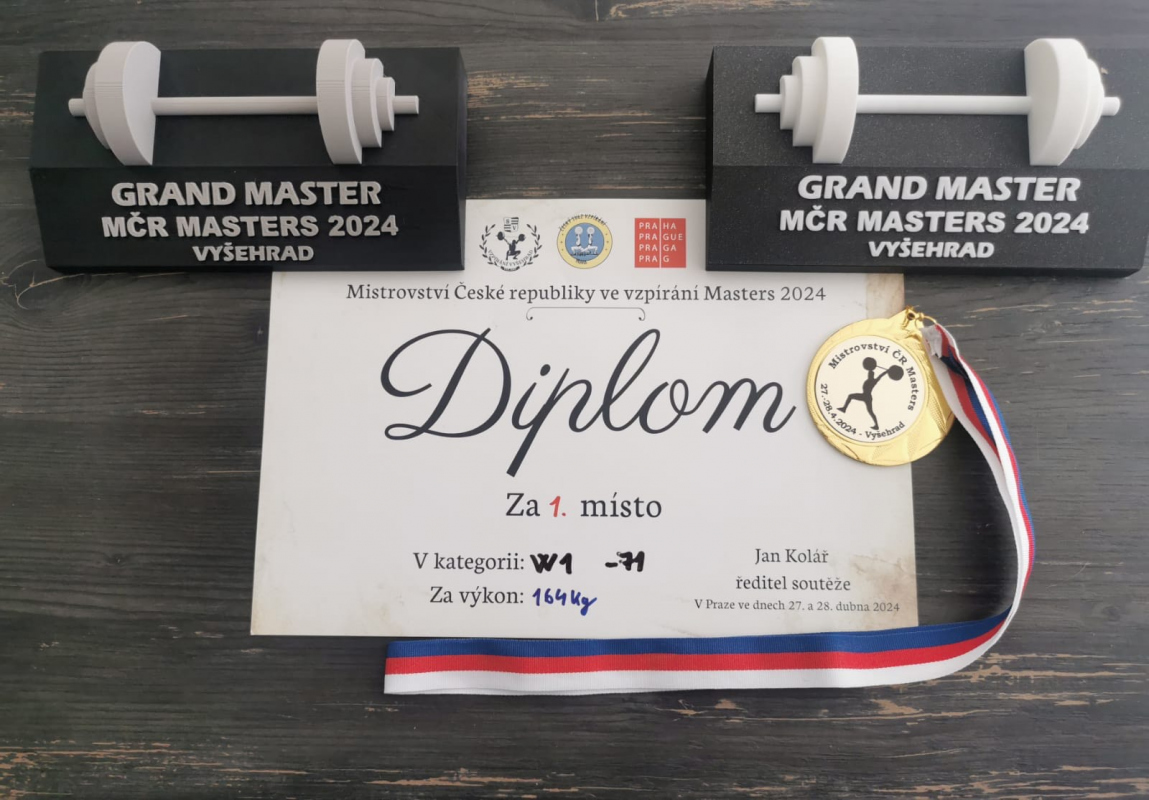 GRAND MASTER
MČR MASTERS 2024
VYŠEHRAD
GRAND MASTER
MČR MASTERS 2024
VYŠEHRAD
PRAHA
PRAGUE
PRAGA
PRAG
Mistrovství České republiky ve vzpírání Masters 2024
Diplom
Mistrovství ČR Masters
27.-28.4.2024 - Vyšehrad
Za 1. místo
V kategorii: W1 -71
Za výkon: 164kg
Jan Kolář
ředitel soutěže
V Praze ve dnech 27. a 28. dubna 2024